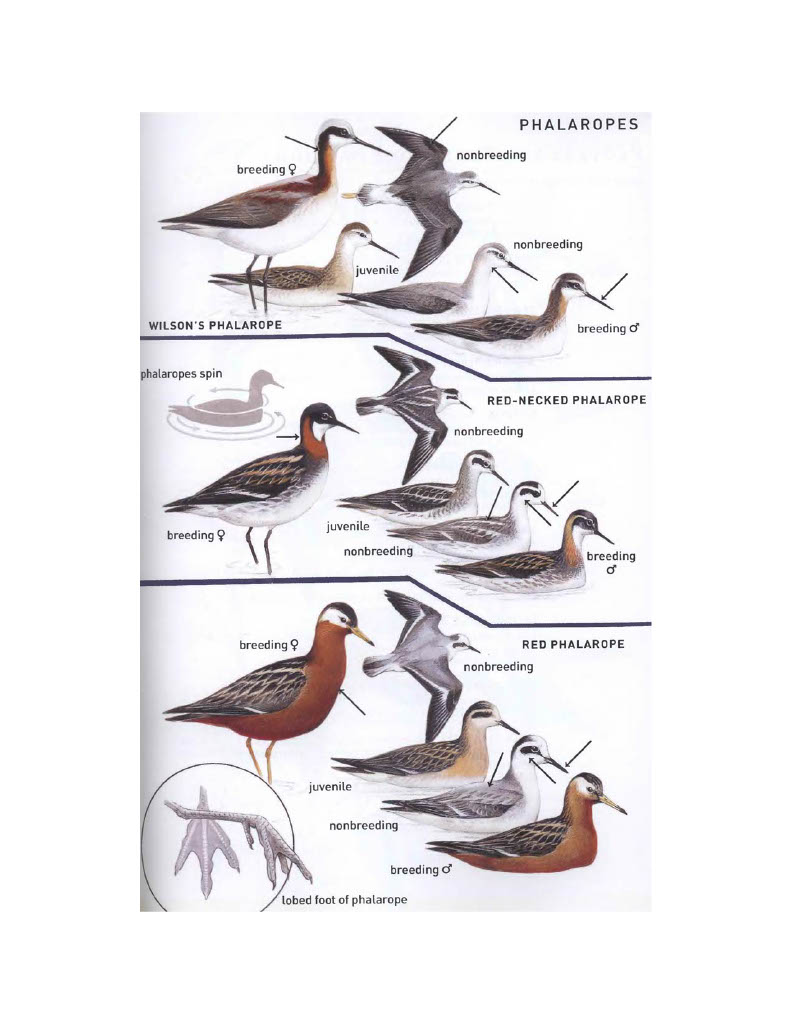 PHALAROPES
breeding ♀
nonbreeding
juvenile
nonbreeding
breeding ♂
WILSON'S PHALAROPE
phalaropes spin
RED-NECKED PHALAROPE
nonbreeding
breeding ♀
juvenile
nonbreeding
breeding
♂
RED PHALAROPE
breeding ♀
nonbreeding
juvenile
nonbreeding
breeding ♂
lobed foot of phalarope